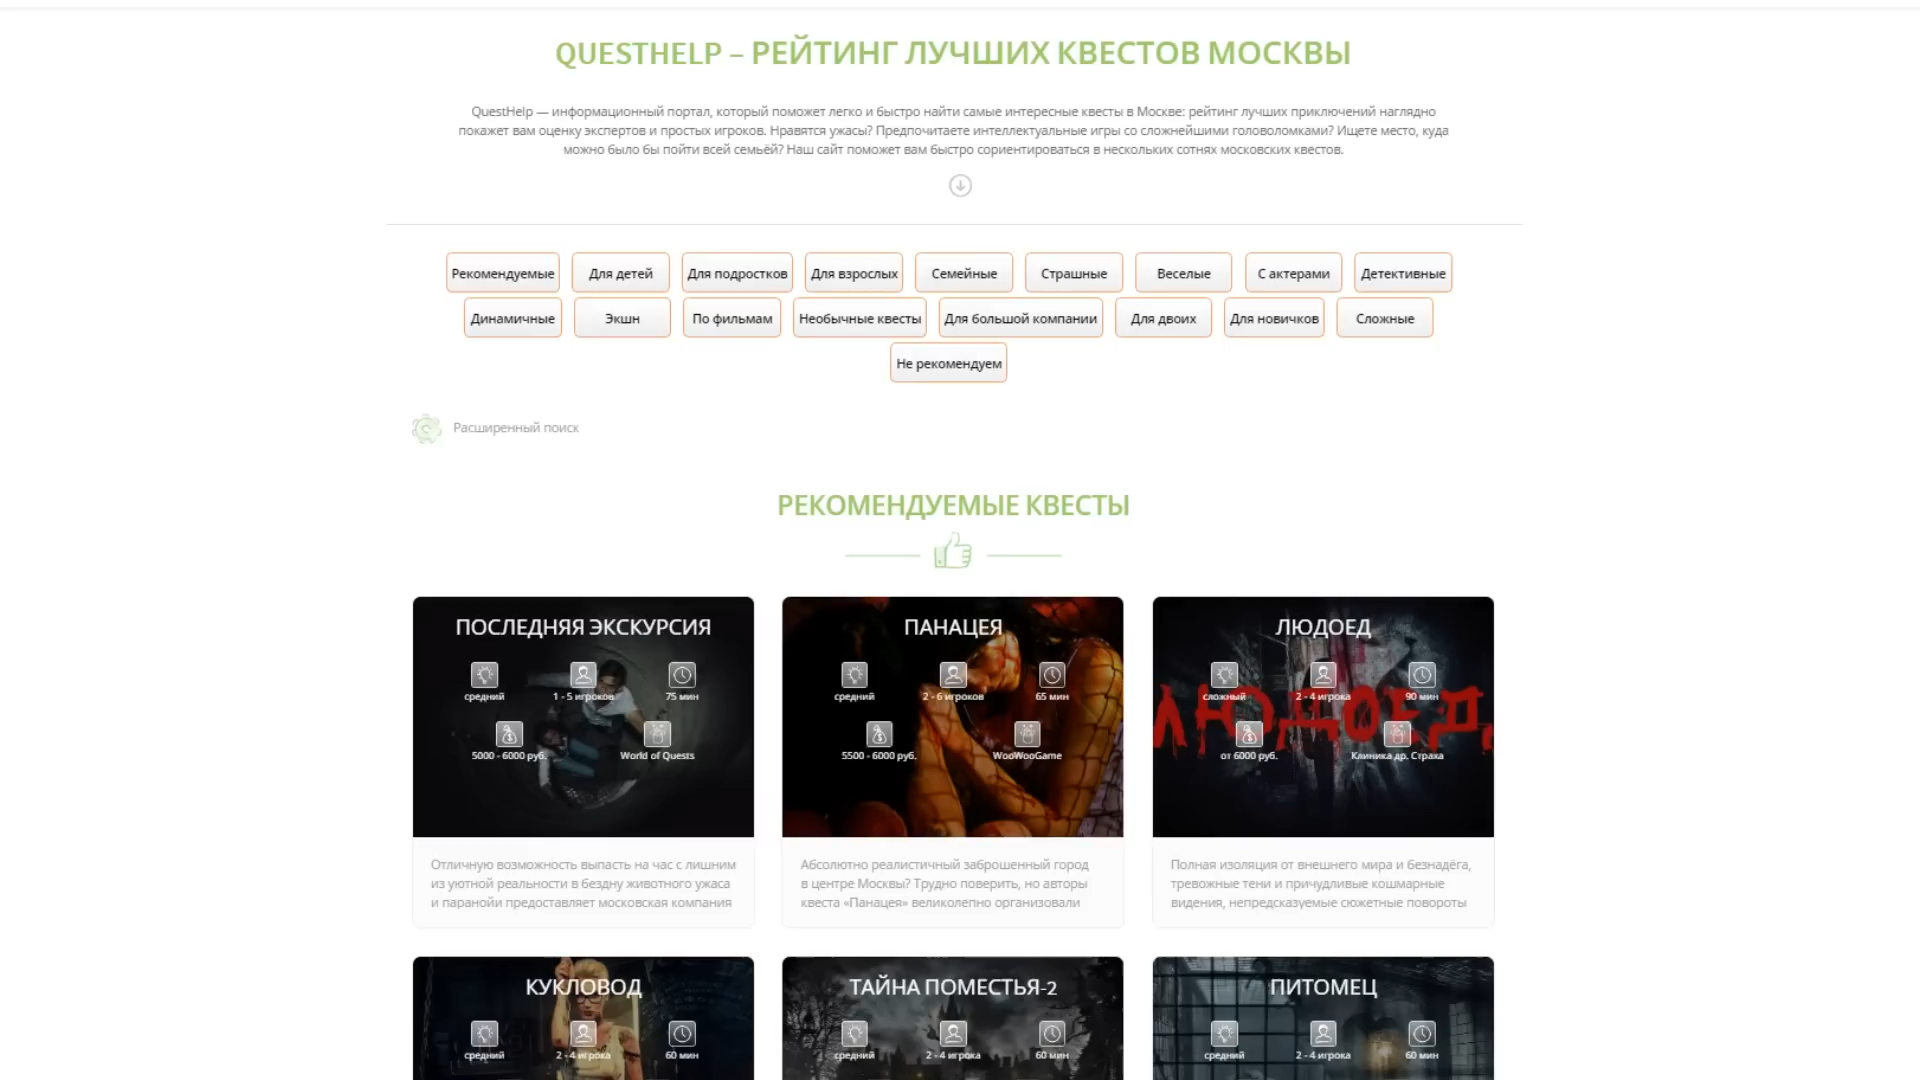 QUESTHELP – РЕЙТИНГ ЛУЧШИХ КВЕСТОВ МОСКВЫ
QuestHelp — информационный портал, который поможет легко и быстро найти самые интересные квесты в Москве: рейтинг лучших приключений наглядно
покажет вам оценку экспертов и простых игроков. Нравятся ужасы? Предпочитаете интеллектуальные игры со сложнейшими головоломками? Ищете место, куда
можно было бы пойти всей семьёй? Наш сайт поможет вам быстро сориентироваться в нескольких сотнях московских квестов.
Рекомендуемые Для детей Для подростков Для взрослых Семейные Страшные Веселые С актерами Детективные
Динамичные Экшн По фильмам Необычные квесты Для большой компании Для двоих Для новичков Сложные
Не рекомендуем
Расширенный поиск
РЕКОМЕНДУЕМЫЕ КВЕСТЫ
ПОСЛЕДНЯЯ ЭКСКУРСИЯ
средний 1 - 5 игроков 75 мин
5000 - 6000 руб. World of Quests
Отличную возможность выпасть на час с лишним
из уютной реальности в бездну животного ужаса
и паранойи предоставляет московская компания
ПАНАЦЕЯ
средний 2 - 6 игроков 65 мин
5500 - 6000 руб. WooWooGame
Абсолютно реалистичный заброшенный город
в центре Москвы? Трудно поверить, но авторы
квеста «Панацея» великолепно организовали
ЛЮДОЕД
сложный 2 - 4 игрока 90 мин
ЛЮДОЕД
от 6000 руб. Клиника др. Страха
Полная изоляция от внешнего мира и безнадёга,
тревожные тени и причудливые кошмарные
видения, непредсказуемые сюжетные повороты
КУКЛОВОД
средний 2 - 4 игрока 60 мин
ТАЙНА ПОМЕСТЬЯ-2
средний 2 - 4 игрока 60 мин
ПИТОМЕЦ
средний 2 - 4 игрока 60 мин